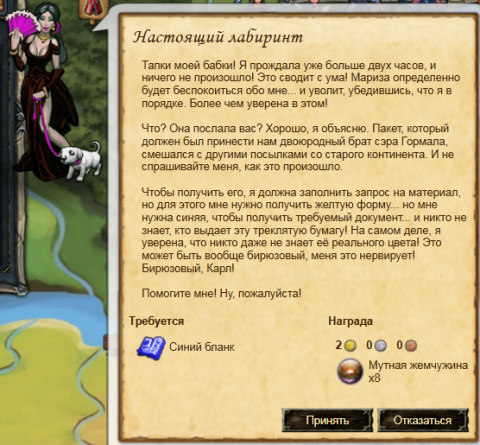 Настоящий лабиринт
Тапки моей бабки! Я прождала уже больше двух часов, и
ничего не произошло! Это сводит с ума! Мариза определенно
будет беспокоиться обо мне... и уволит, убедившись, что я в
порядке. Более чем уверена в этом!
Что? Она послала вас? Хорошо, я объясню. Пакет, который
должен был принести нам двоюродный брат сэра Гормала,
смешался с другими посылками со старого континента. И не
спрашивайте меня, как это произошло.
Чтобы получить его, я должна заполнить запрос на материал,
но для этого мне нужно получить желтую форму... но мне
нужна синяя, чтобы получить требуемый документ... и никто не
знает, кто выдает эту треклятую бумагу! На самом деле, я
уверена, что никто даже не знает её реального цвета! Это
может быть вообще бирюзовый, меня это нервирует!
Бирюзовый, Карл!
Помогите мне! Ну, пожалуйста!
Требуется
Награда
Синий бланк
2 0 0
Мутная жемчужина
x8
Принять
Отказаться